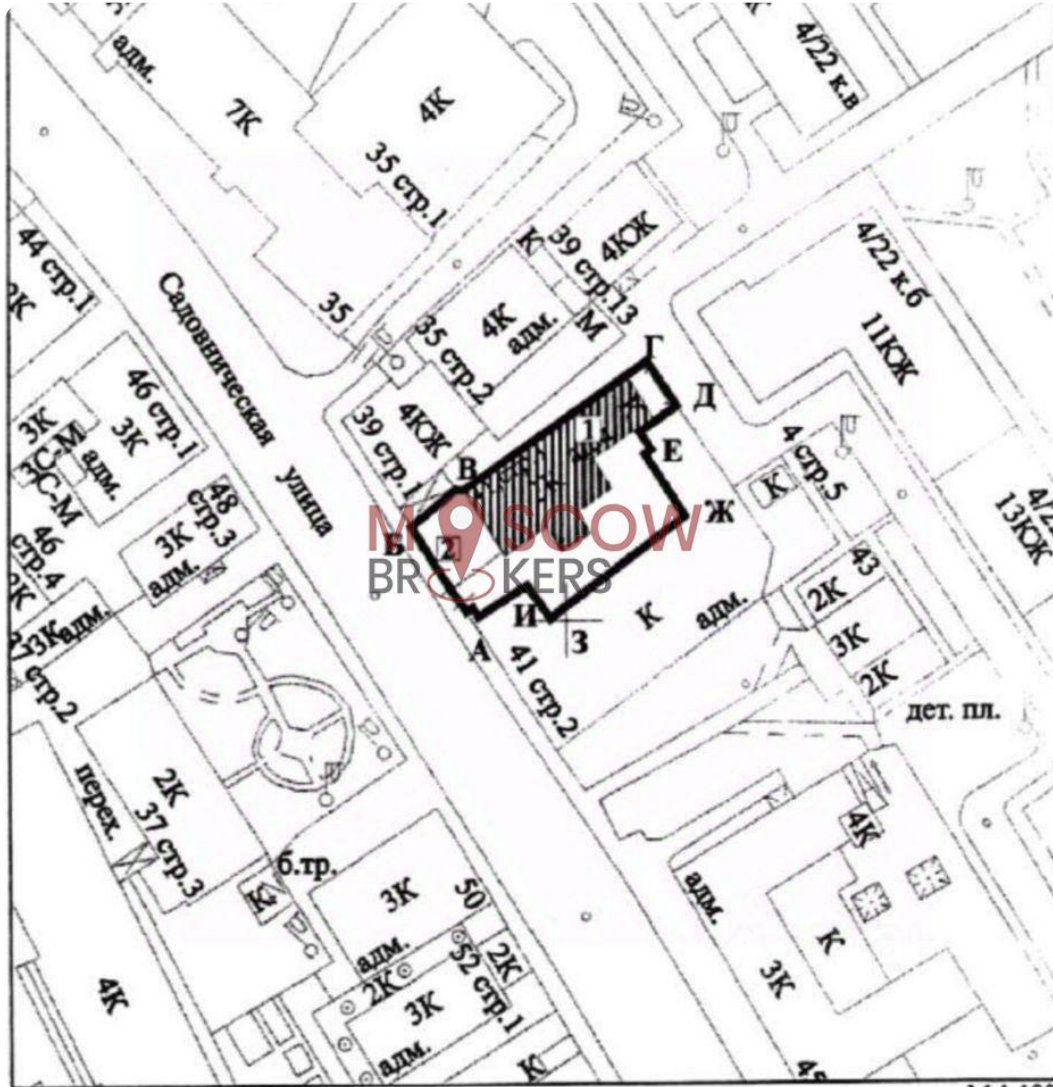 адм.
7К
4К
35 стр.1
35
4/22 к.в
44 стр.1
2К
Садовническая
улица
46 стр.1
3К
3К
адм.
3С-М
3С-М
46
стр.4
2К
48
стр.3
3К
адм.
3К
адм.
стр.2
35 стр.2
4К
адм.
К
39 стр.13
4КЖ
М
39 стр.1
4КЖ
4/22 к.б
11КЖ
4
стр.5
К
13КЖ
4/22
Г
Д
1
Е
В
Ж
Б
2
А
И
З
MOSCOW
BROKERS
К
адм.
41 стр.2
43
2К
3К
2К
дет. пл.
2К
37 стр.3
перех.
б.тр.
К
4К
3К
50
адм.
2К
2К
52 стр.1
3К
адм.
К
адм.
4К
К
3К